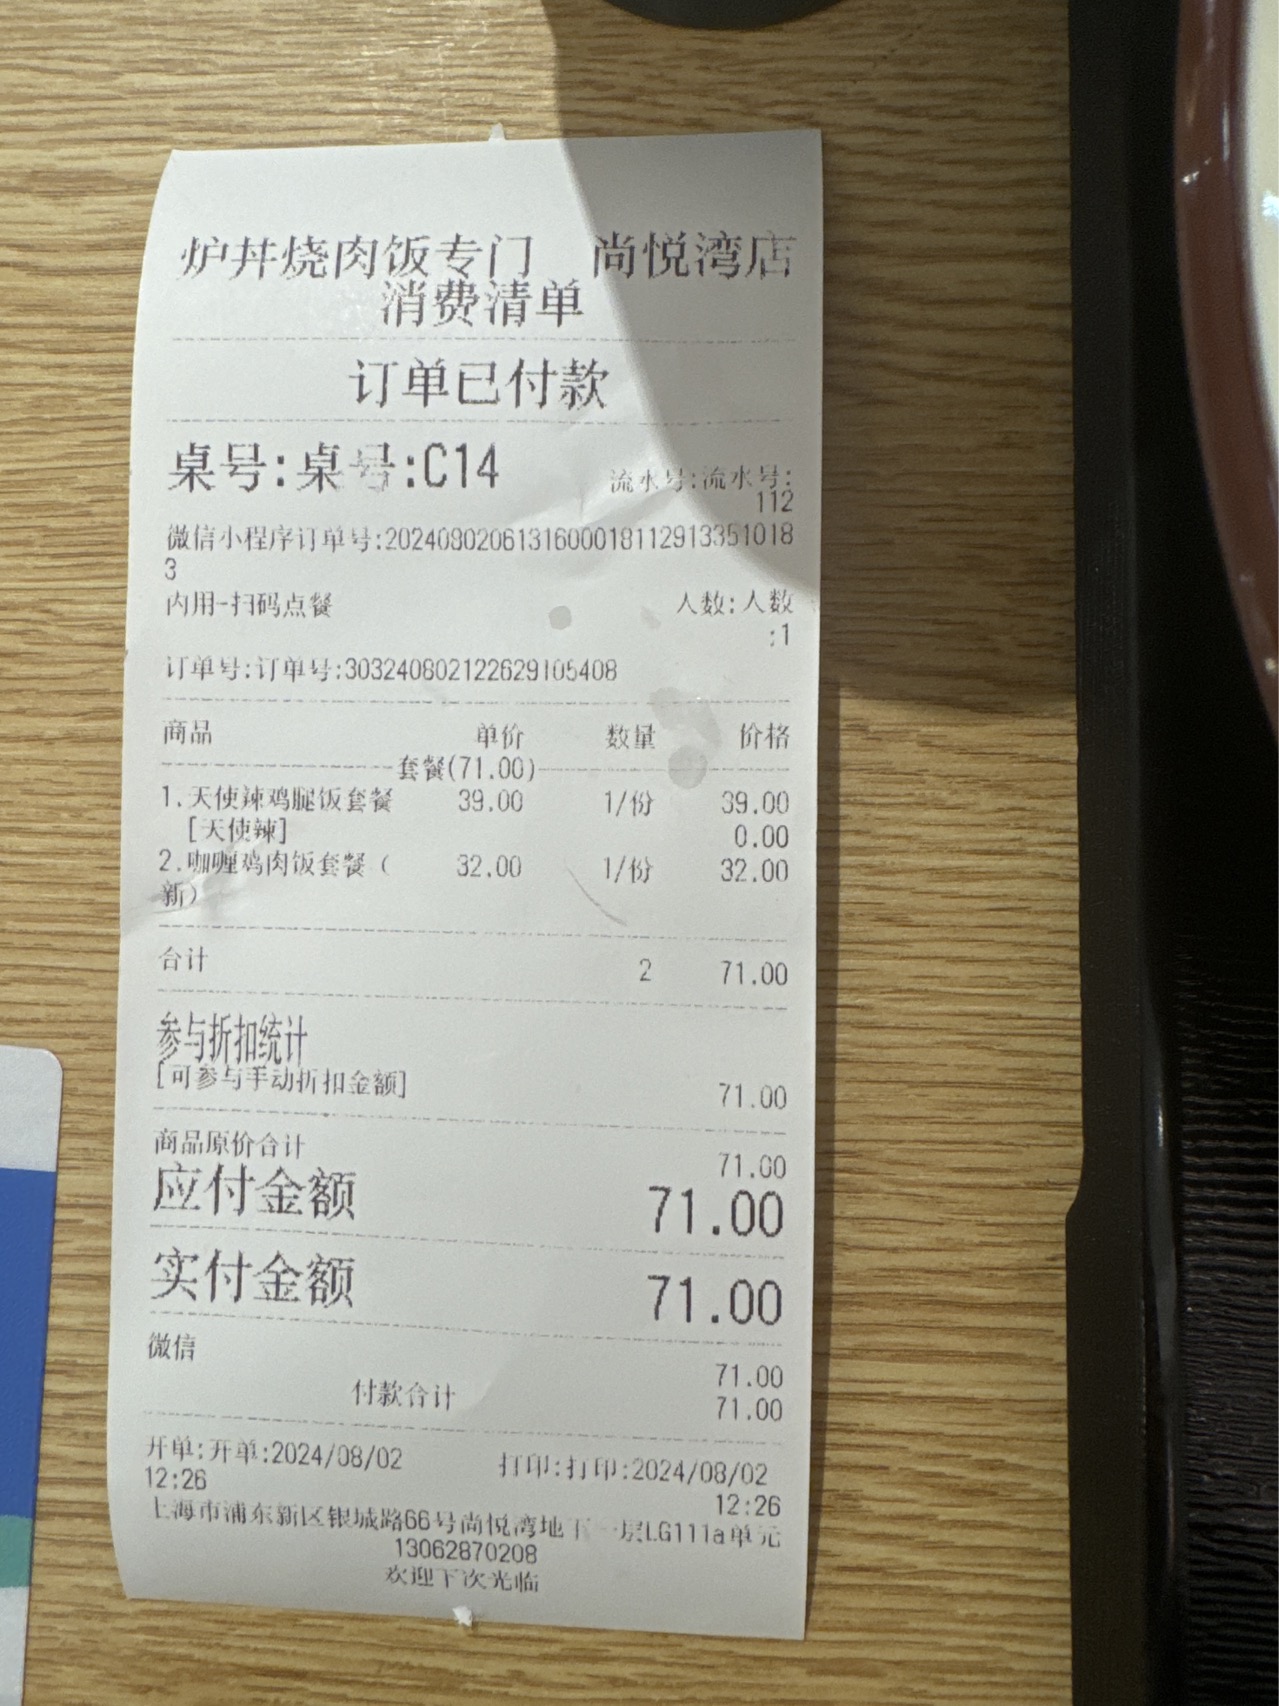 炉丼烧肉饭专门 尚悦湾店
消费清单
订单已付款
桌号:桌号:C14
流水号:流水号:
112
微信小程序订单号:2024080206131600018112913351018
3
内用-扫码点餐 人数:人数
:1
订单号:订单号:303240802122629105408
商品 单价 数量 价格
套餐(71.00)
1.天使辣鸡腿饭套餐 39.00 1/份 39.00
[天使辣] 0.00
2.咖喱鸡肉饭套餐( 32.00 1/份 32.00
新)
合计 2 71.00
参与折扣统计
[可参与手动折扣金额] 71.00
商品原价合计 71.00
应付金额 71.00
实付金额 71.00
微信 71.00
付款合计 71.00
开单:开单:2024/08/02 打印:打印:2024/08/02
12:26 12:26
上海市浦东新区银城路66号尚悦湾地下一层LG111a单元
13062870208
欢迎下次光临